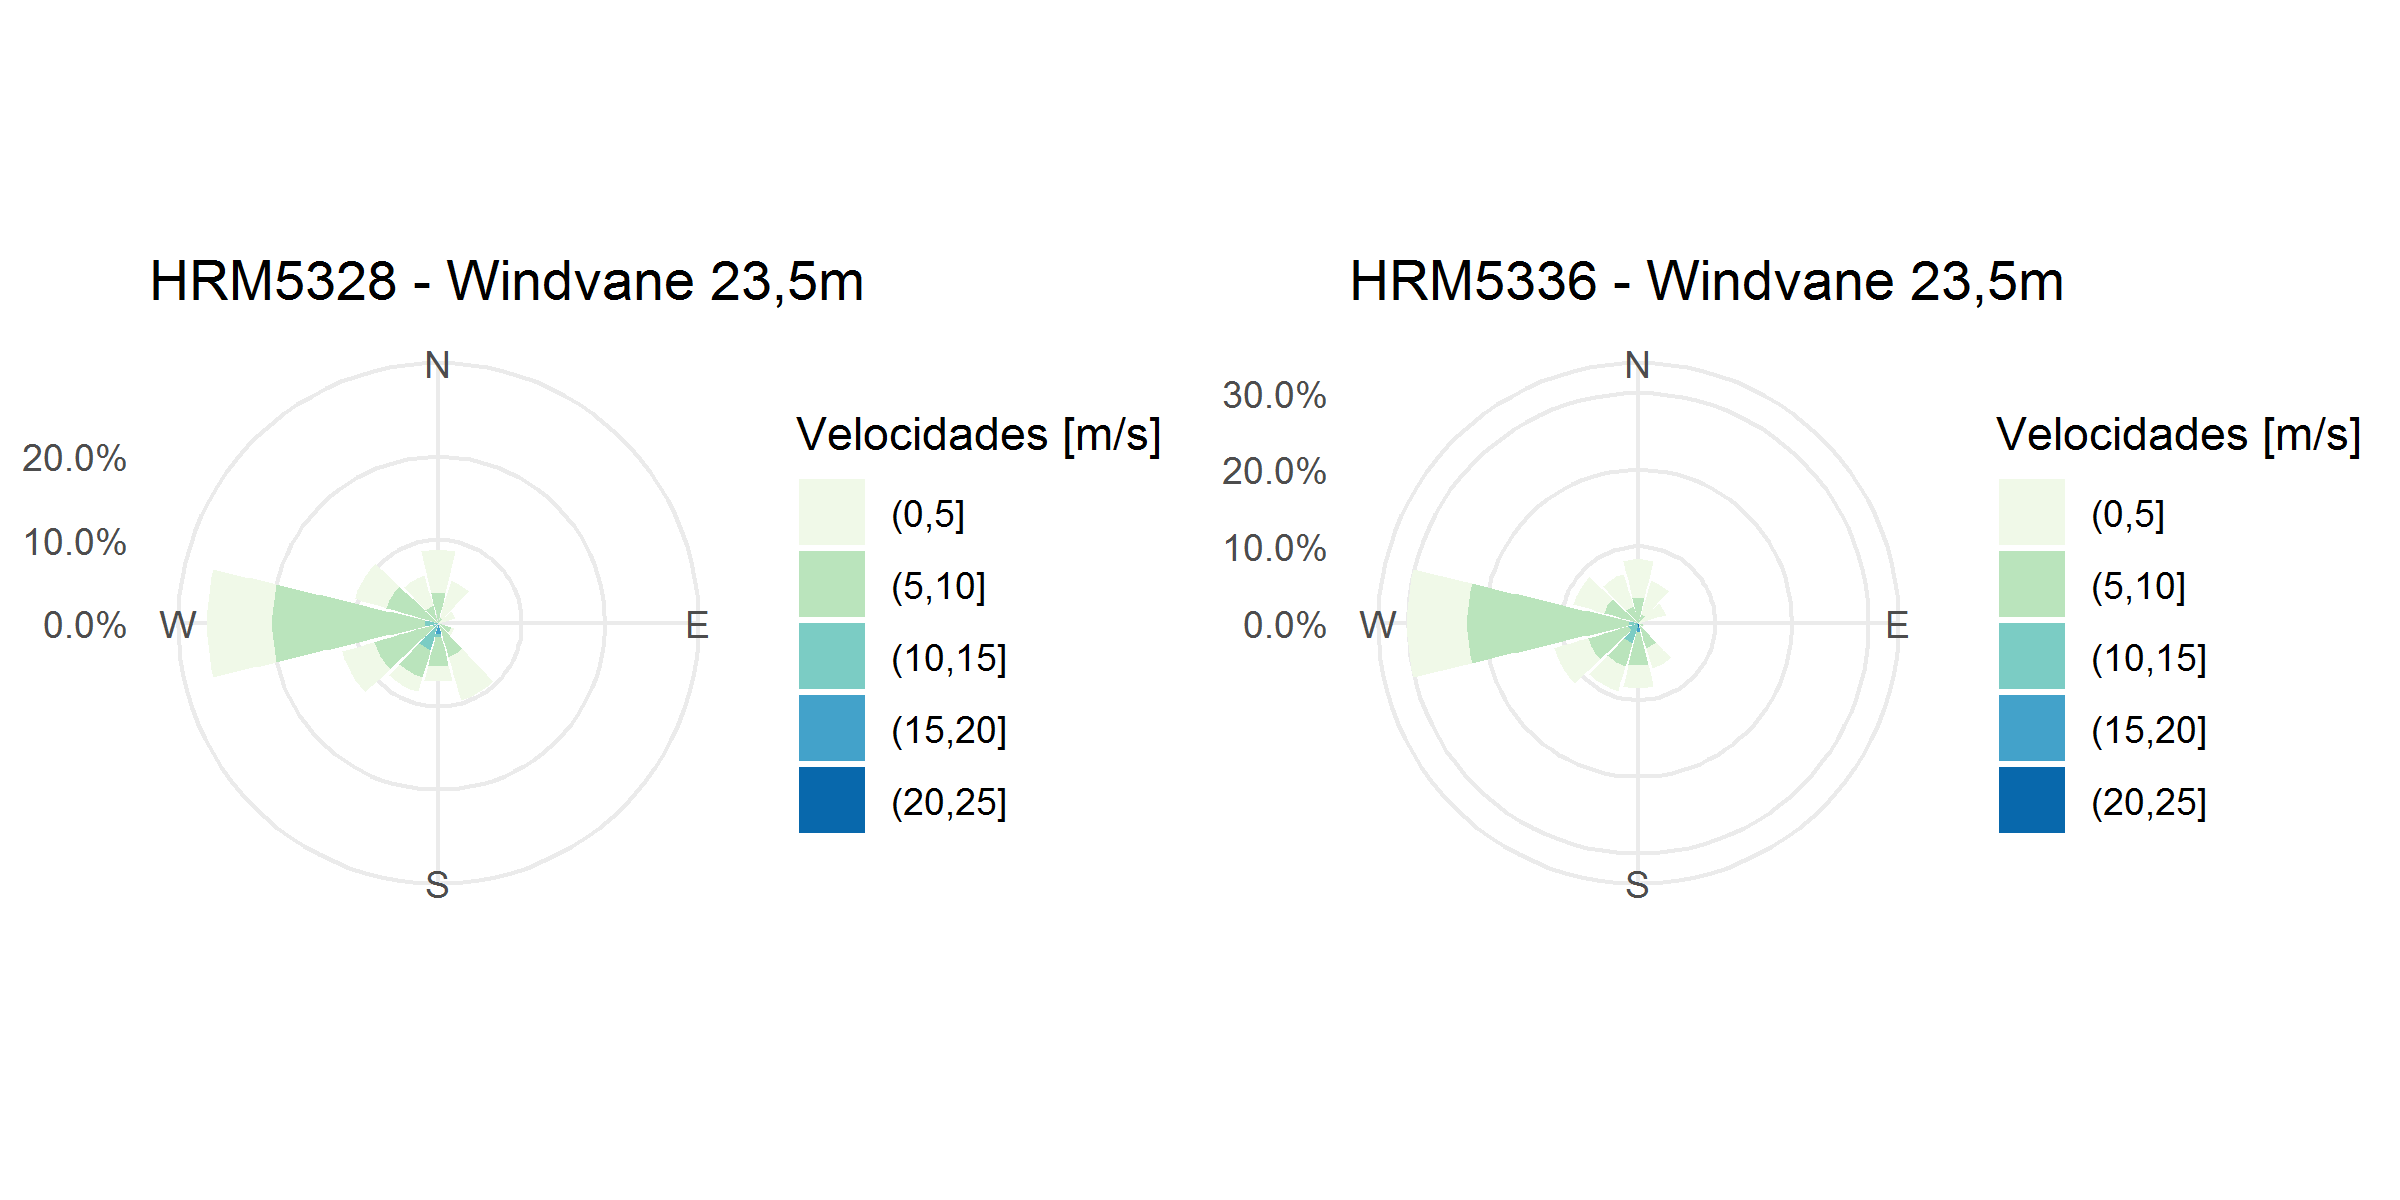 HRM5328 - Windvane 23,5m
N
20.0%
10.0%
0.0%
W
E
S
Velocidades [m/s]
(0,5]
(5,10]
(10,15]
(15,20]
(20,25]
HRM5336 - Windvane 23,5m
N
30.0%
20.0%
10.0%
0.0%
W
E
S
Velocidades [m/s]
(0,5]
(5,10]
(10,15]
(15,20]
(20,25]